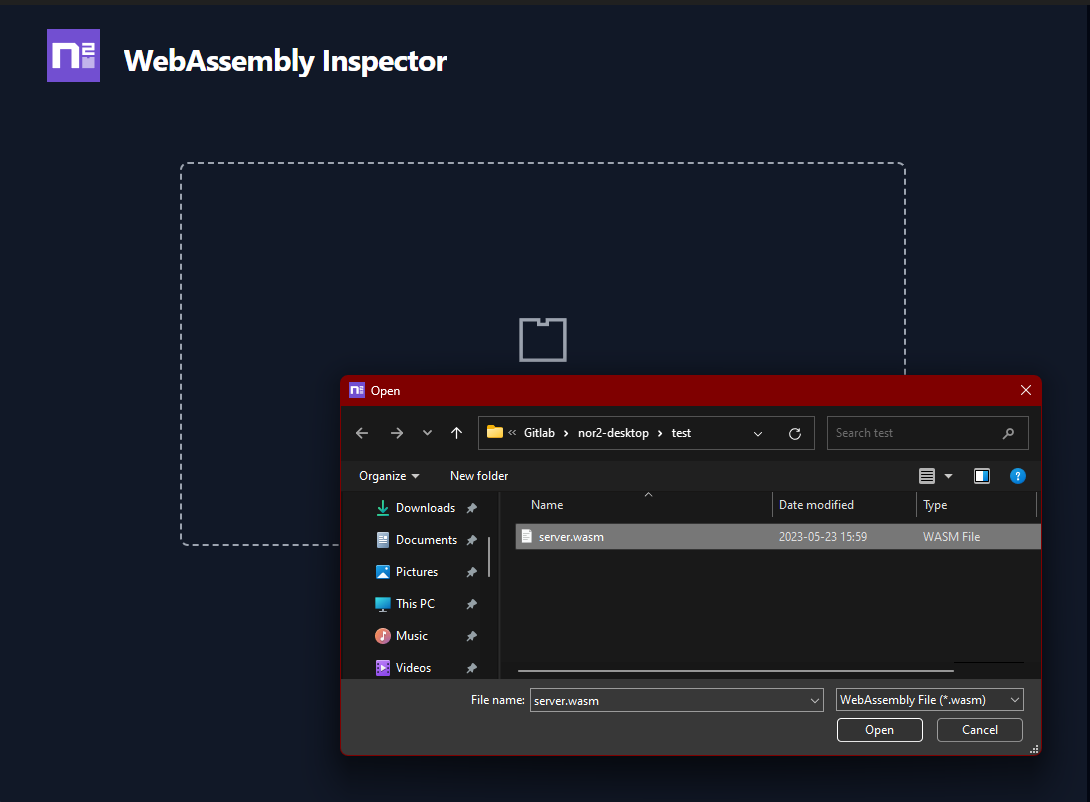 n2 WebAssembly Inspector
Open
« Gitlab › nor2-desktop › test
Search test
Organize
New folder
?
Downloads
Documents
Pictures
This PC
Music
Videos
Name
Date modified
Type
server.wasm
2023-05-23 15:59
WASM File
File name:
server.wasm
WebAssembly File (*.wasm)
Open
Cancel